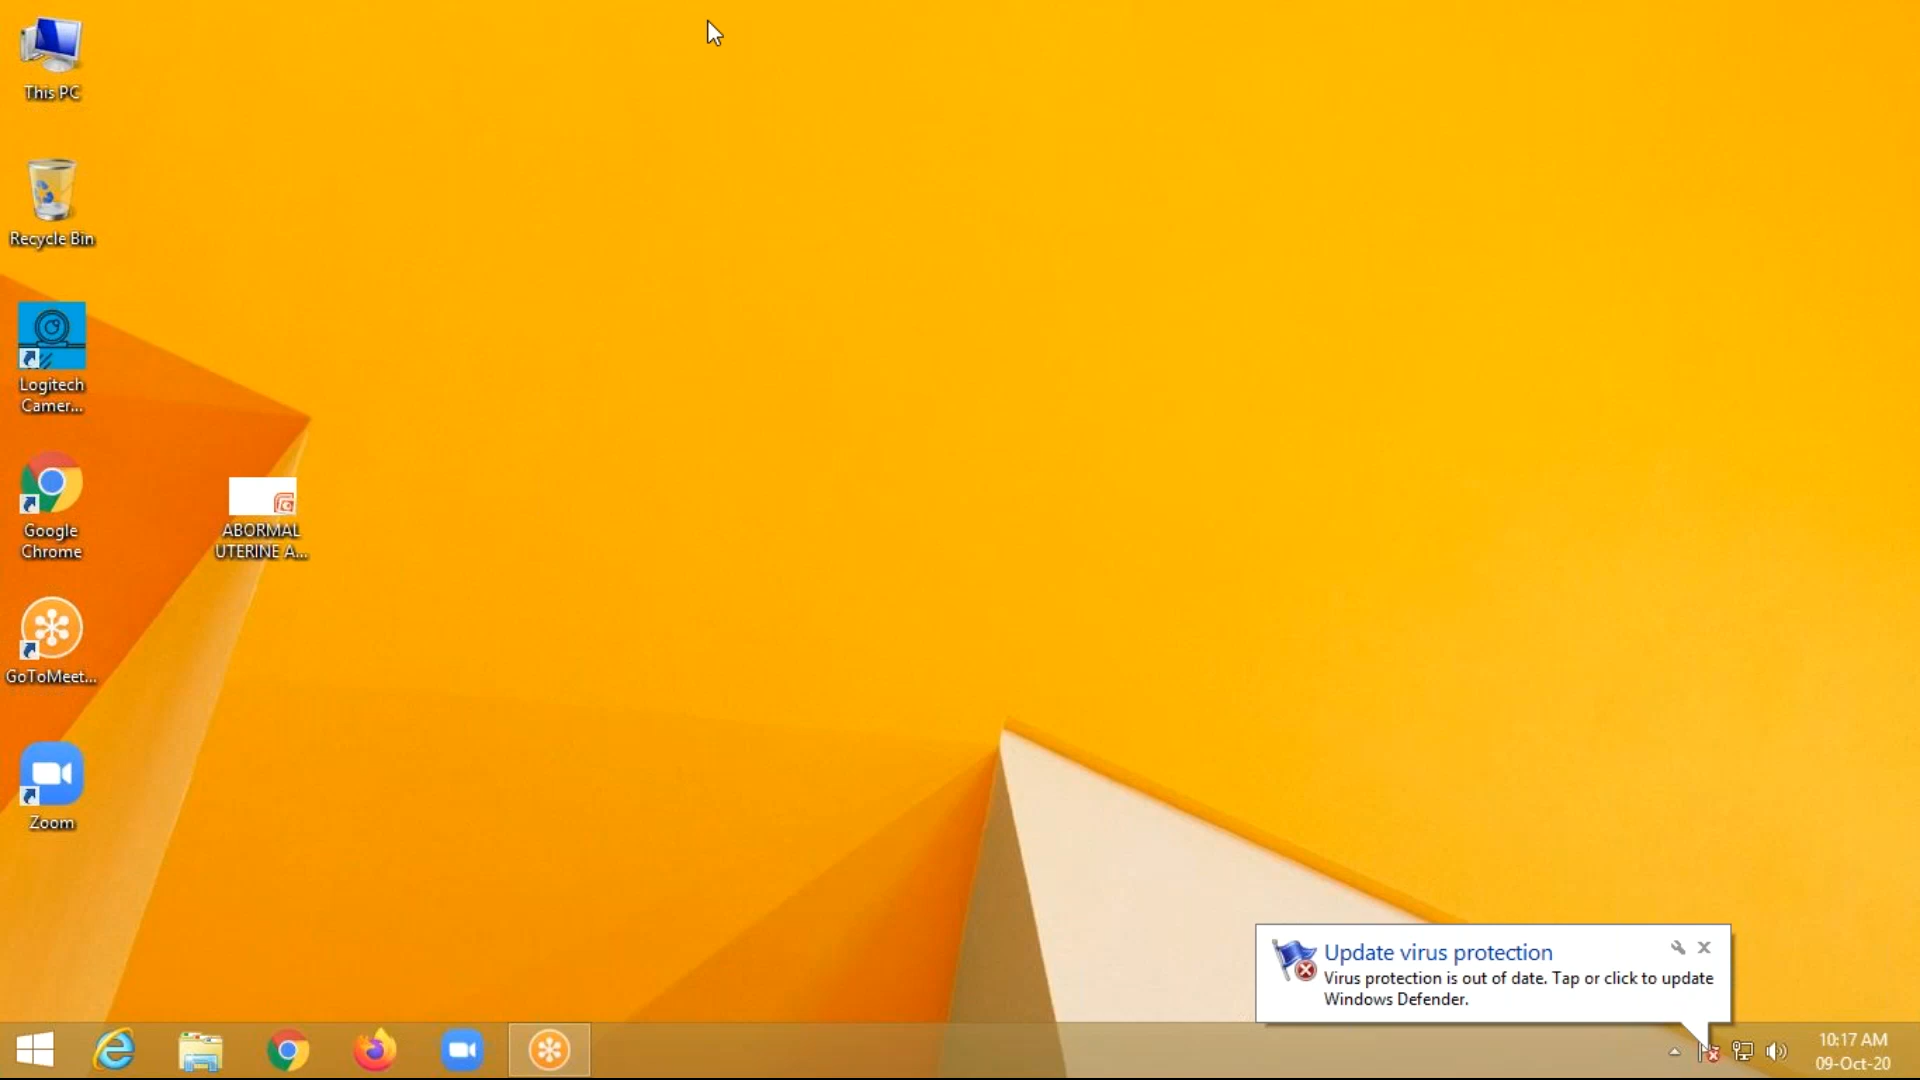 This PC
Recycle Bin
Logitech
Camer...
Google
Chrome
ABORMAL
UTERINE A...
GoToMeet...
Zoom
Update virus protection
Virus protection is out of date. Tap or click to update
Windows Defender.
10:17 AM
09-Oct-20